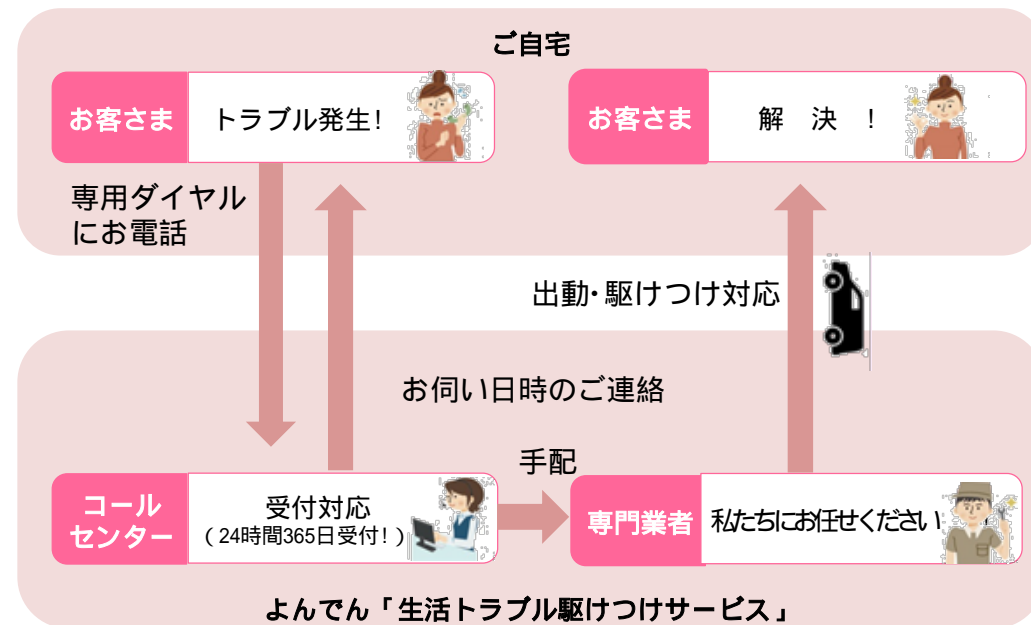 ご自宅
お客さま
トラブル発生!
お客さま
解 決 !
専用ダイヤル
にお電話
出動・駆けつけ対応
お伺い日時のご連絡
手配
コール
センター
受付対応
(24時間365日受付!)
専門業者
私たちにお任せください
よんでん「生活トラブル駆けつけサービス」